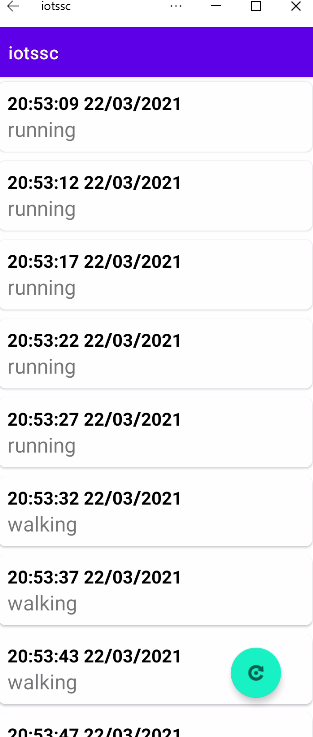 iotssc
iotssc
20:53:09 22/03/2021
running
20:53:12 22/03/2021
running
20:53:17 22/03/2021
running
20:53:22 22/03/2021
running
20:53:27 22/03/2021
running
20:53:32 22/03/2021
walking
20:53:37 22/03/2021
walking
20:53:43 22/03/2021
walking
20:53:47 22/03/2021